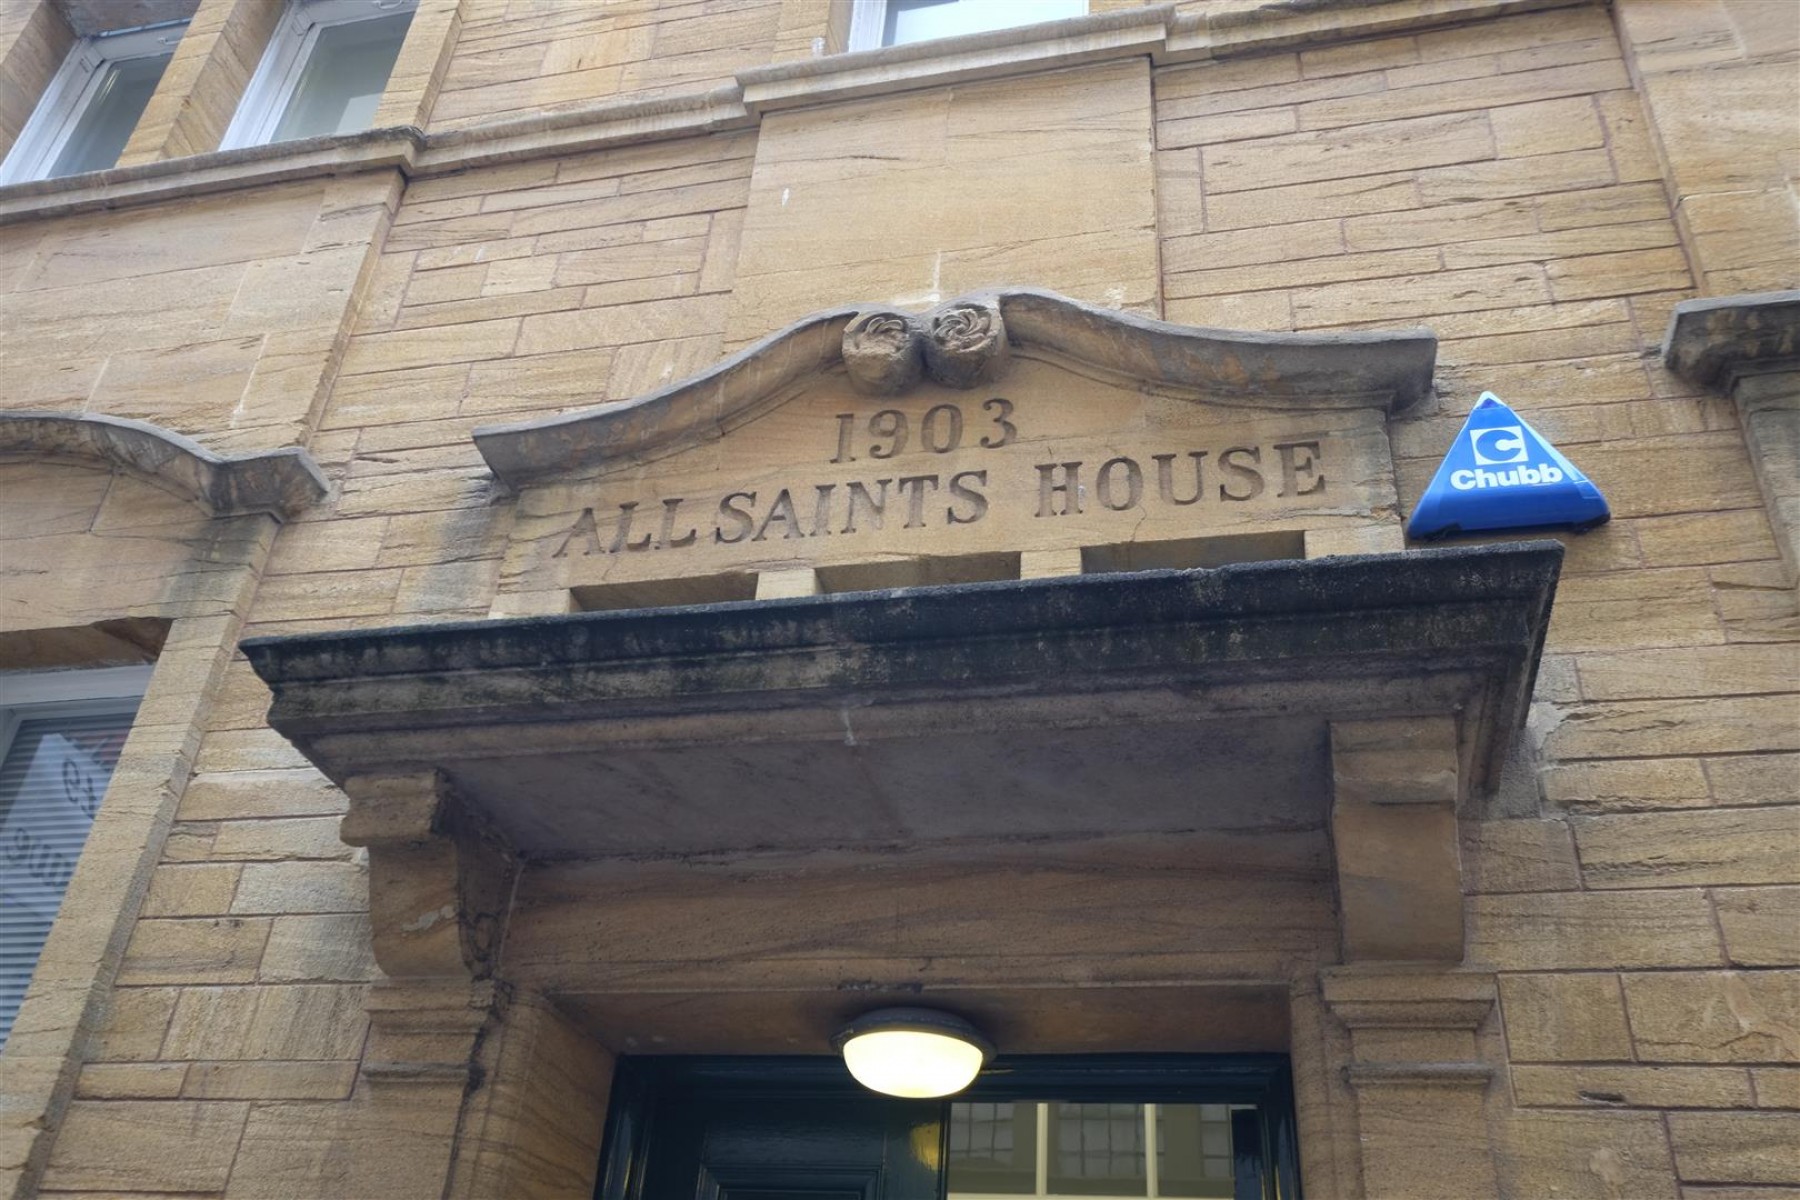 1903
ALL SAINTS HOUSE
C
Chubb